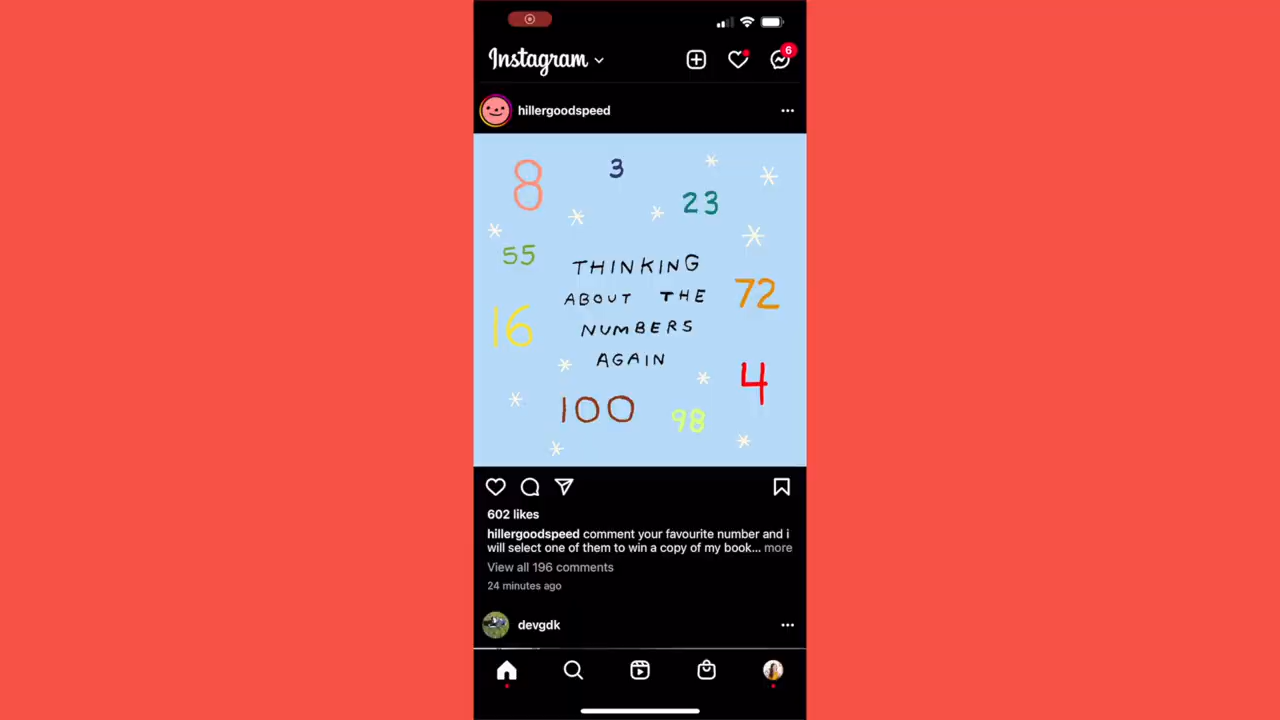 Instagram
6
hillergoodspeed
8
3
23
55
THINKING
ABOUT THE
72
NUMBERS
16
AGAIN
4
100
98
602 likes
hillergoodspeed comment your favourite number and i
will select one of them to win a copy of my book... more
View all 196 comments
24 minutes ago
devgdk